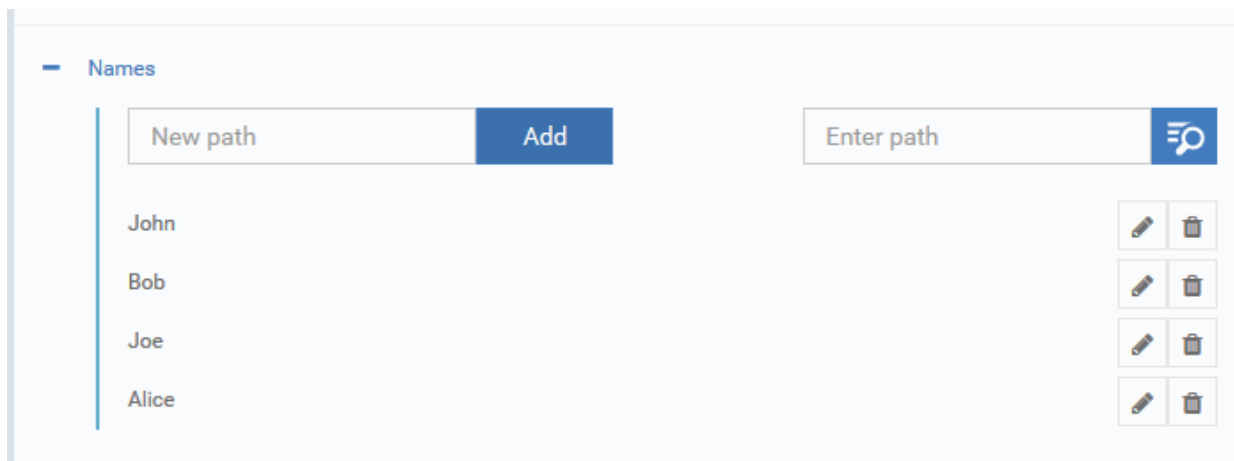 Names
New path Add Enter path
John
Bob
Joe
Alice